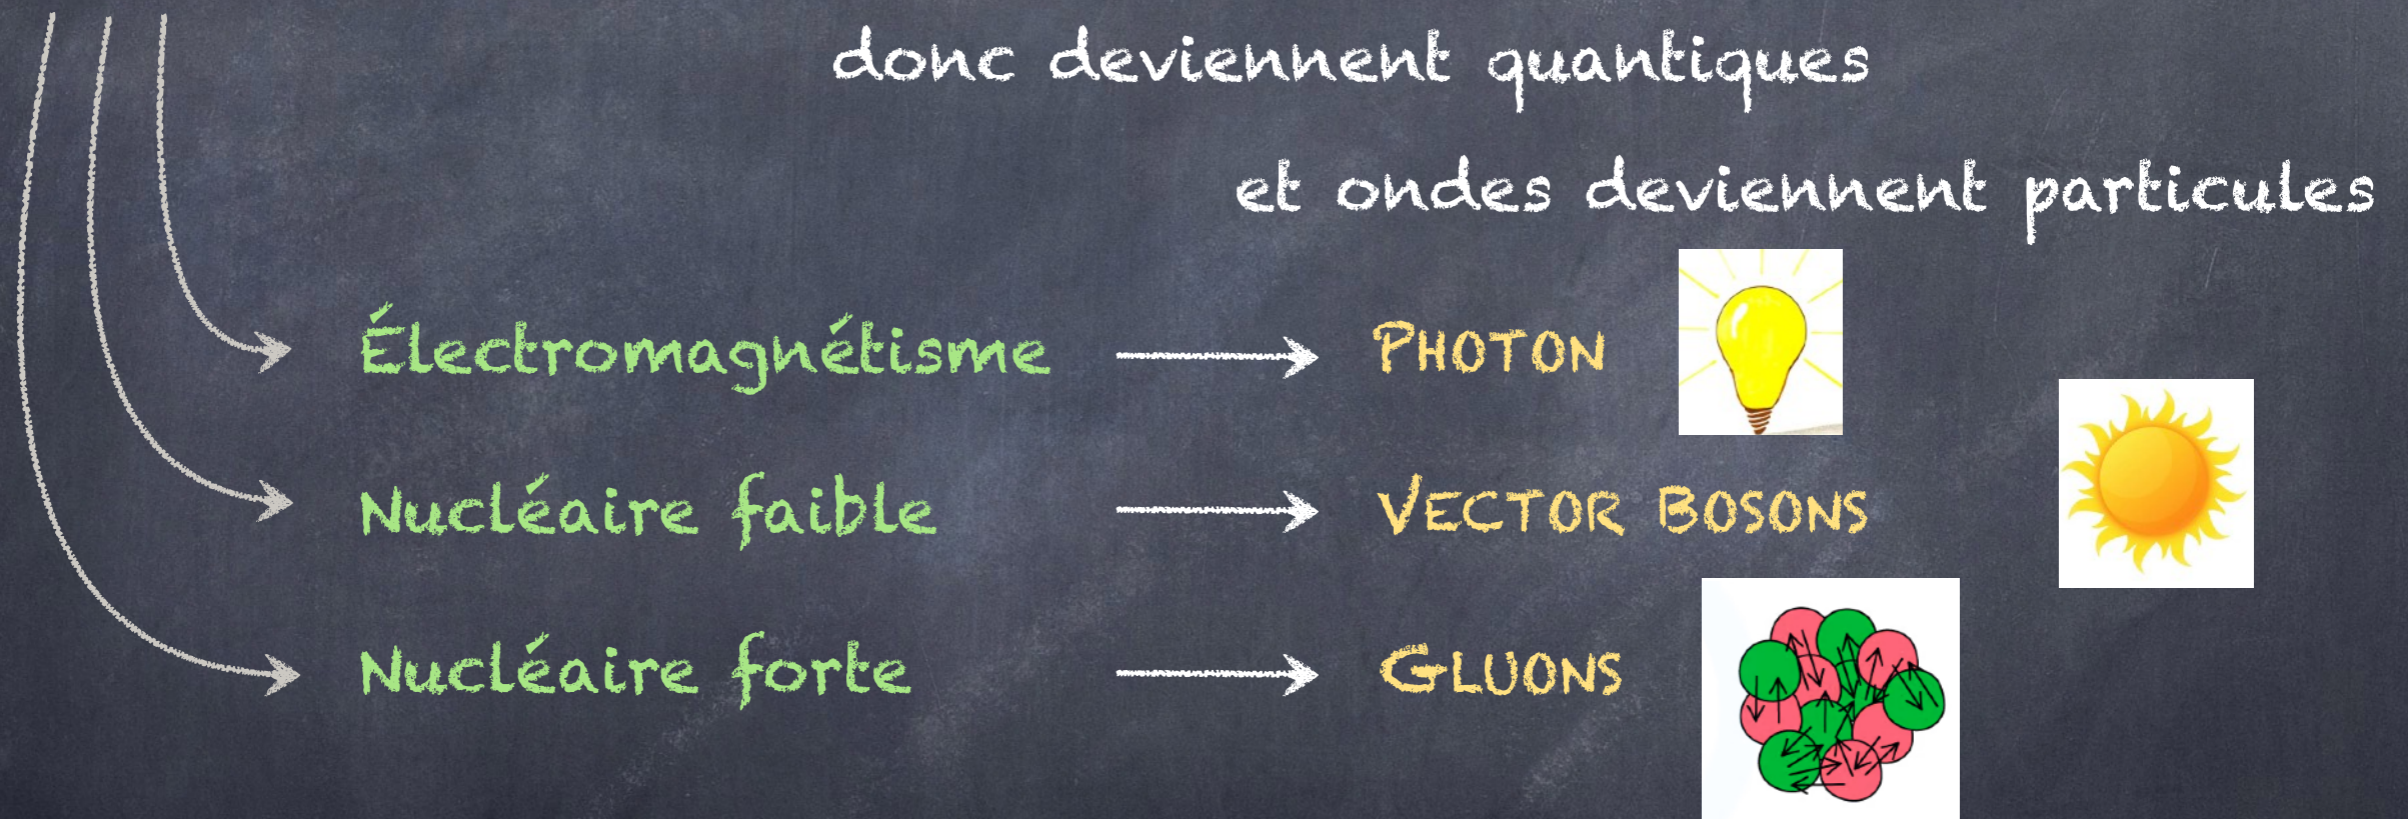 donc deviennent quantiques
et ondes deviennent particules
Électromagnétisme
PHOTON
Nucléaire faible
VECTOR BOSONS
Nucléaire forte
GLUONS